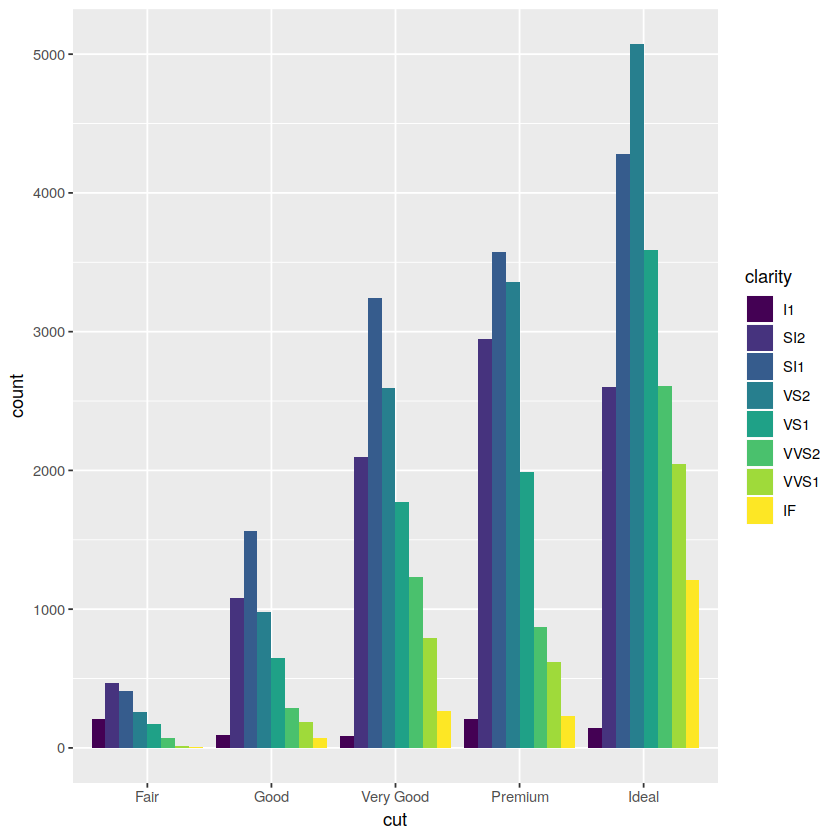 5000
4000
3000
2000
1000
0
count
Fair Good Very Good Premium Ideal
cut
clarity
I1
SI2
SI1
VS2
VS1
VVS2
VVS1
IF